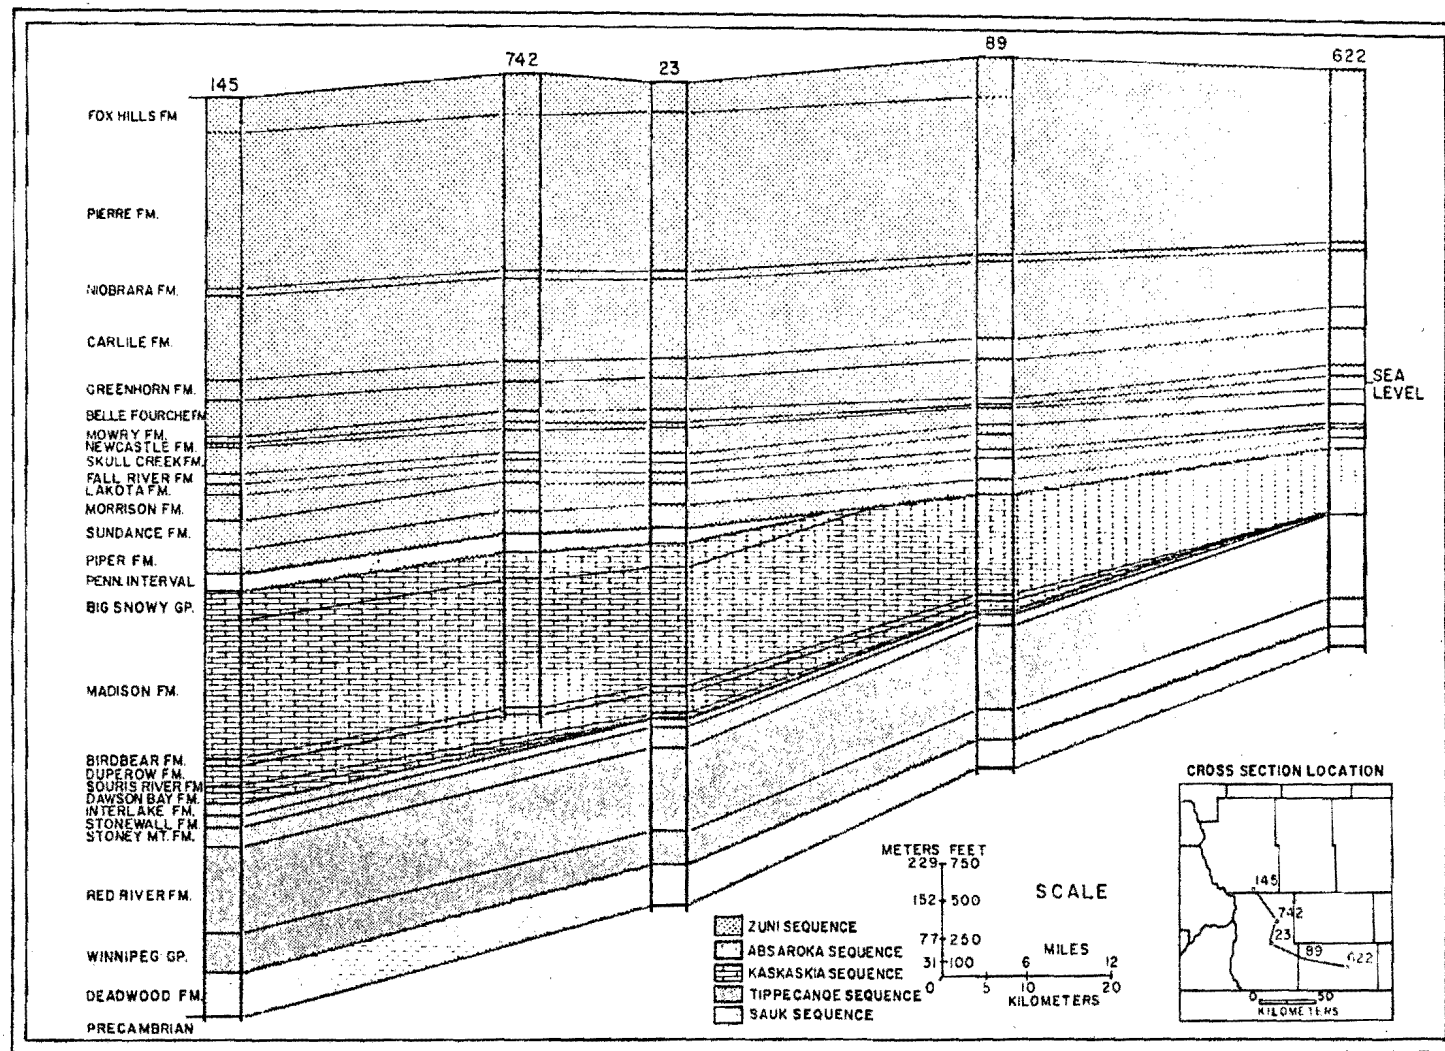 145
742
23
89
622
FOX HILLS FM
PIERRE FM.
NIOBRARA FM.
CARLILE FM.
GREENHORN FM.
BELLE FOURCHE FM
MOWRY FM.
NEWCASTLE FM.
SKULL CREEK FM.
FALL RIVER FM
LAKOTA FM.
MORRISON FM.
SUNDANCE FM.
PIPER FM.
PENN. INTERVAL
BIG SNOWY GP.
MADISON FM.
BIRDBEAR FM.
DUPEROW FM.
SOURIS RIVER FM
DAWSON BAY FM.
INTERLAKE FM.
STONEWALL FM.
STONEY MT. FM.
RED RIVER FM.
WINNIPEG GP.
DEADWOOD FM.
PRECAMBRIAN
SEA
LEVEL
ZUNI SEQUENCE
ABSAROKA SEQUENCE
KASKASKIA SEQUENCE
TIPPECANOE SEQUENCE
SAUK SEQUENCE
METERS FEET
229 750
152 500
77 250
31 100
SCALE
MILES
6 12
0 5 10 20
KILOMETERS
CROSS SECTION LOCATION
145
742
23
89
622
0 50
KILOMETERS